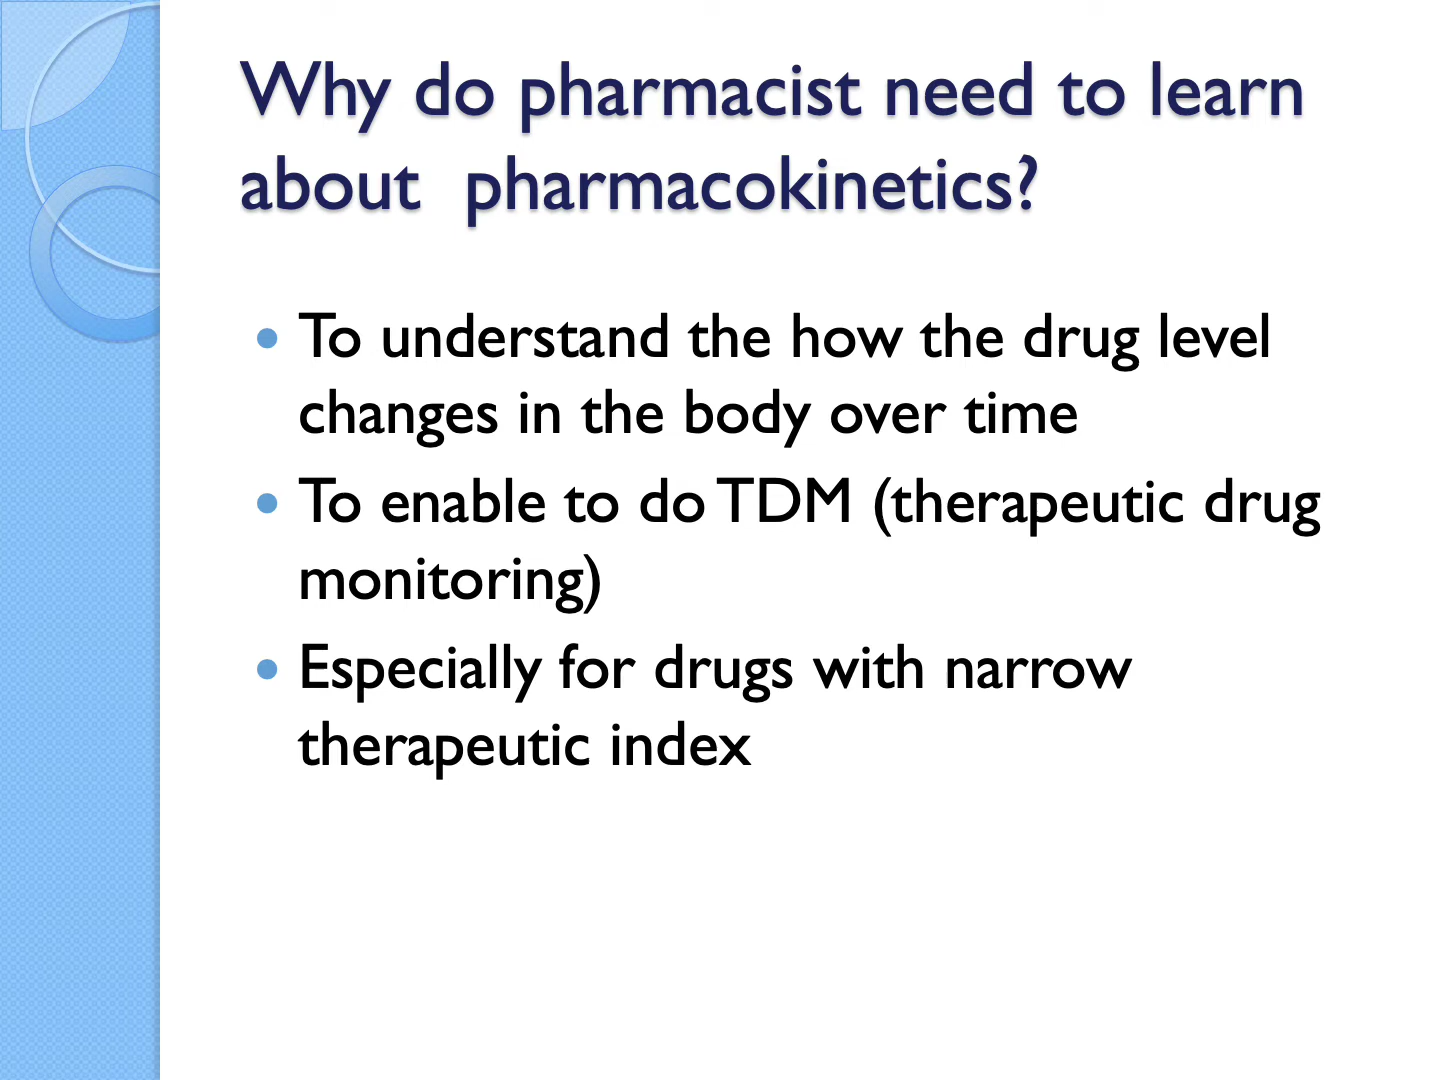 Why do pharmacist need to learn
about  pharmacokinetics?
• To understand the how the drug level
changes in the body over time
• To enable to do TDM (therapeutic drug
monitoring)
• Especially for drugs with narrow
therapeutic index